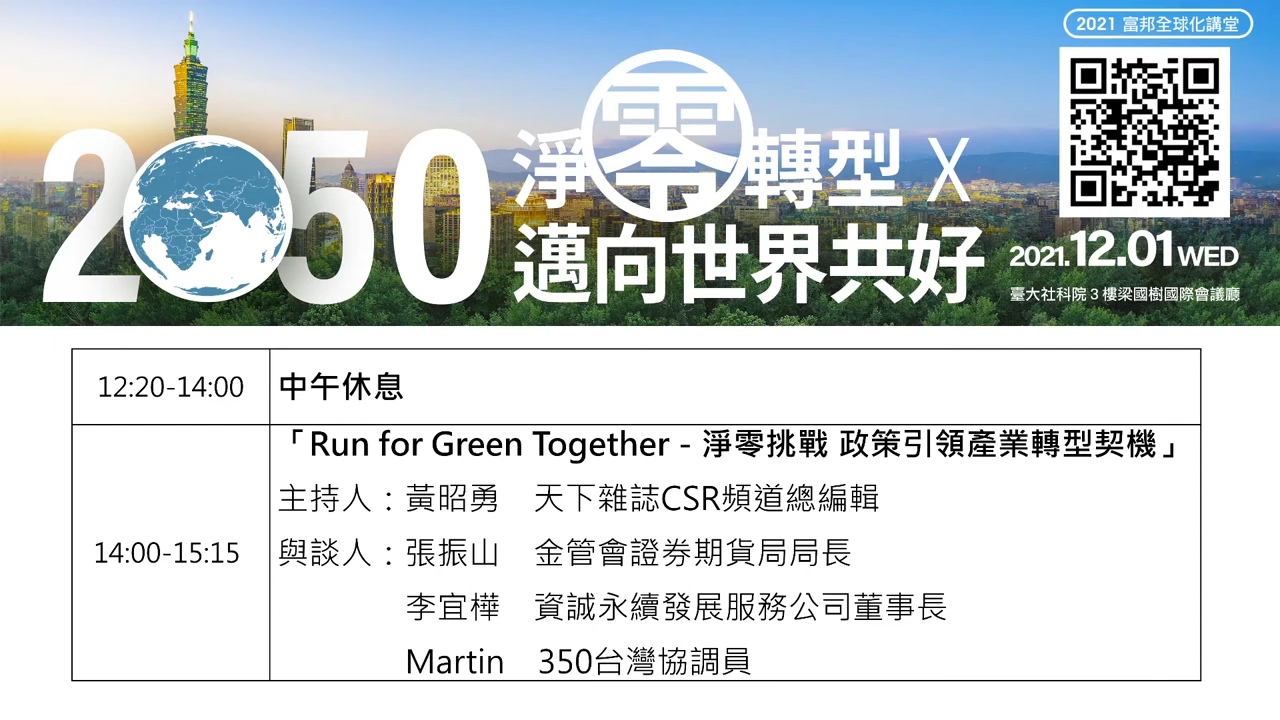 2021 富邦全球化講堂
2050 淨零轉型 X
邁向世界共好
2021.12.01 WED
臺大社科院 3 樓梁國樹國際會議廳
12:20-14:00 中午休息
「Run for Green Together - 淨零挑戰 政策引領產業轉型契機」
主持人：黃昭勇 天下雜誌CSR頻道總編輯
14:00-15:15 與談人：張振山 金管會證券期貨局局長
李宜樺 資誠永續發展服務公司董事長
Martin 350台灣協調員